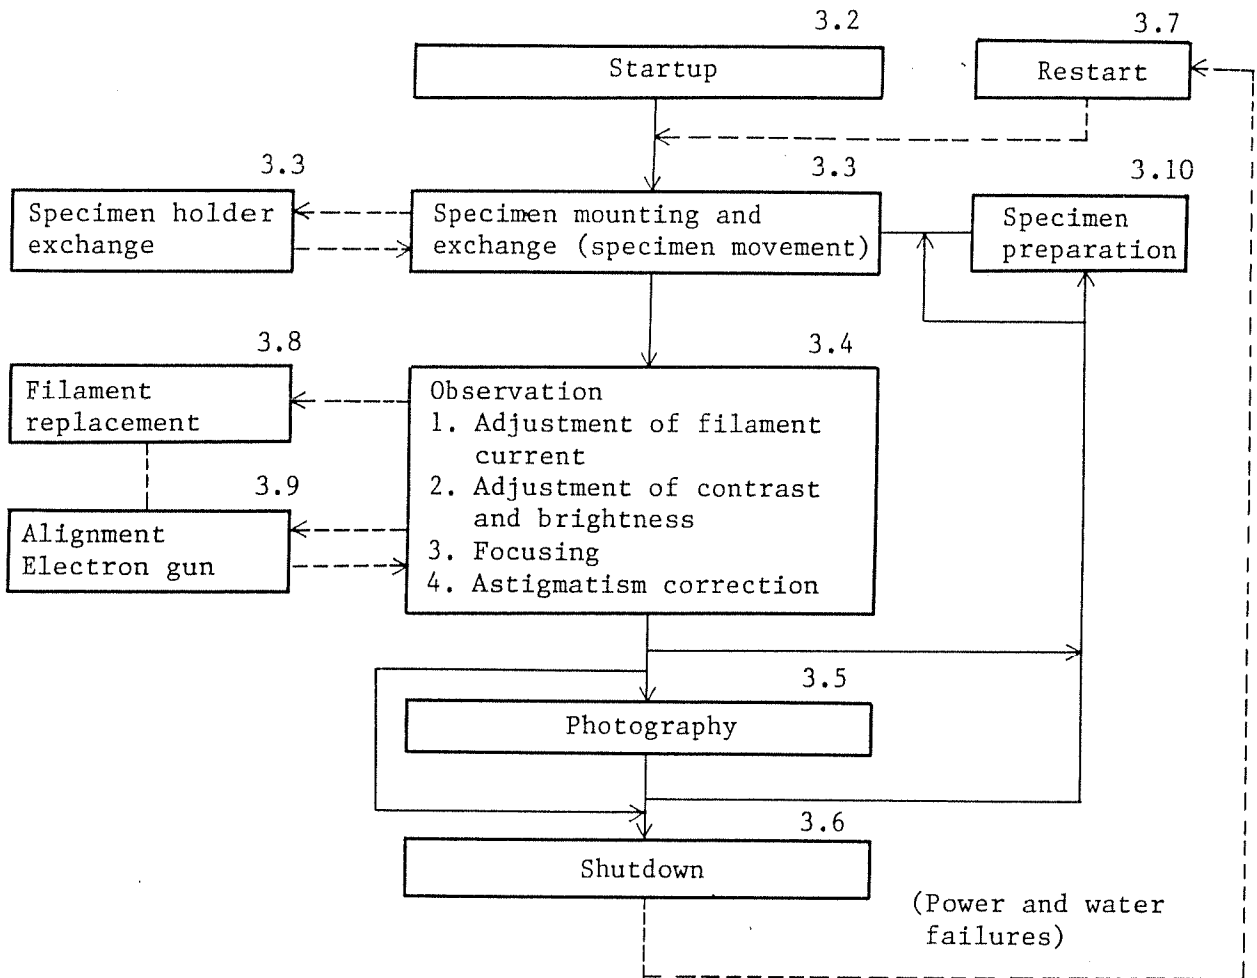 3.2
Startup
3.7
Restart
3.3
Specimen holder
exchange
3.3
Specimen mounting and
exchange (specimen movement)
3.10
Specimen
preparation
3.8
Filament
replacement
3.4
Observation
1. Adjustment of filament
current
2. Adjustment of contrast
and brightness
3. Focusing
4. Astigmatism correction
3.9
Alignment
Electron gun
3.5
Photography
3.6
Shutdown
(Power and water
failures)